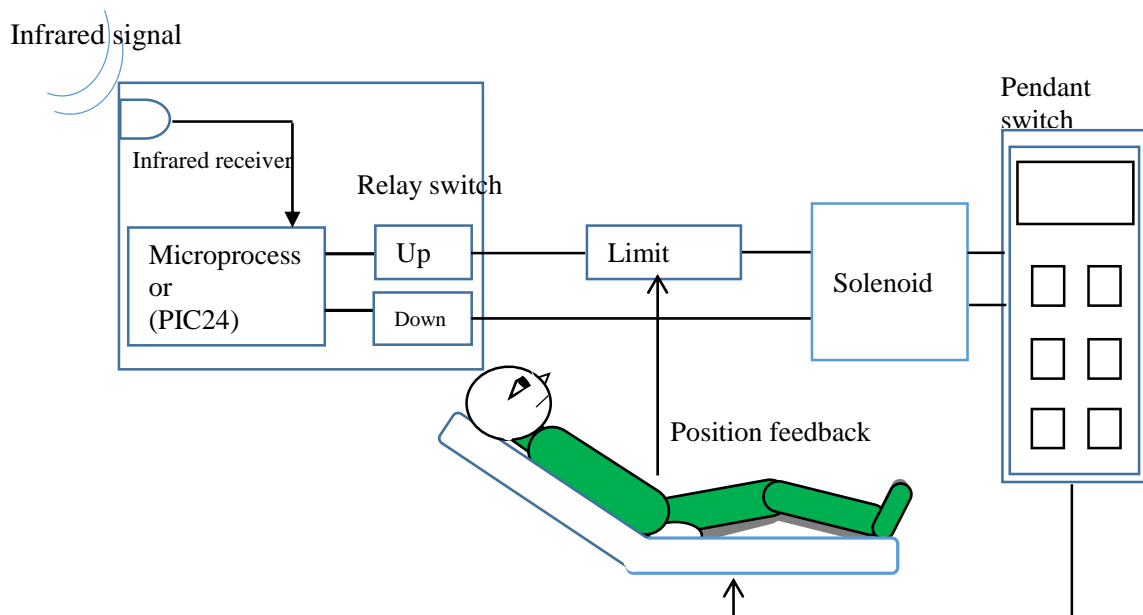 Infrared signal
Pendant
switch
Infrared receiver
Relay switch
Microprocess
or
(PIC24)
Up
Limit
Solenoid
Down
Position feedback